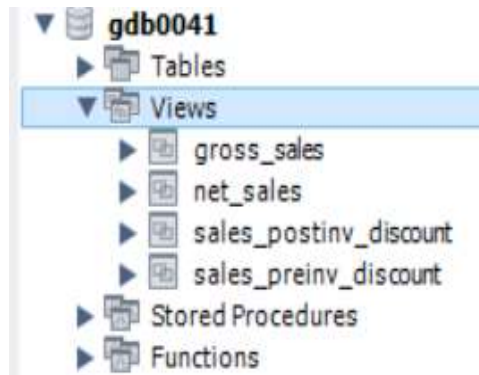 gdb0041
Tables
Views
gross_sales
net_sales
sales_postinv_discount
sales_preinv_discount
Stored Procedures
Functions